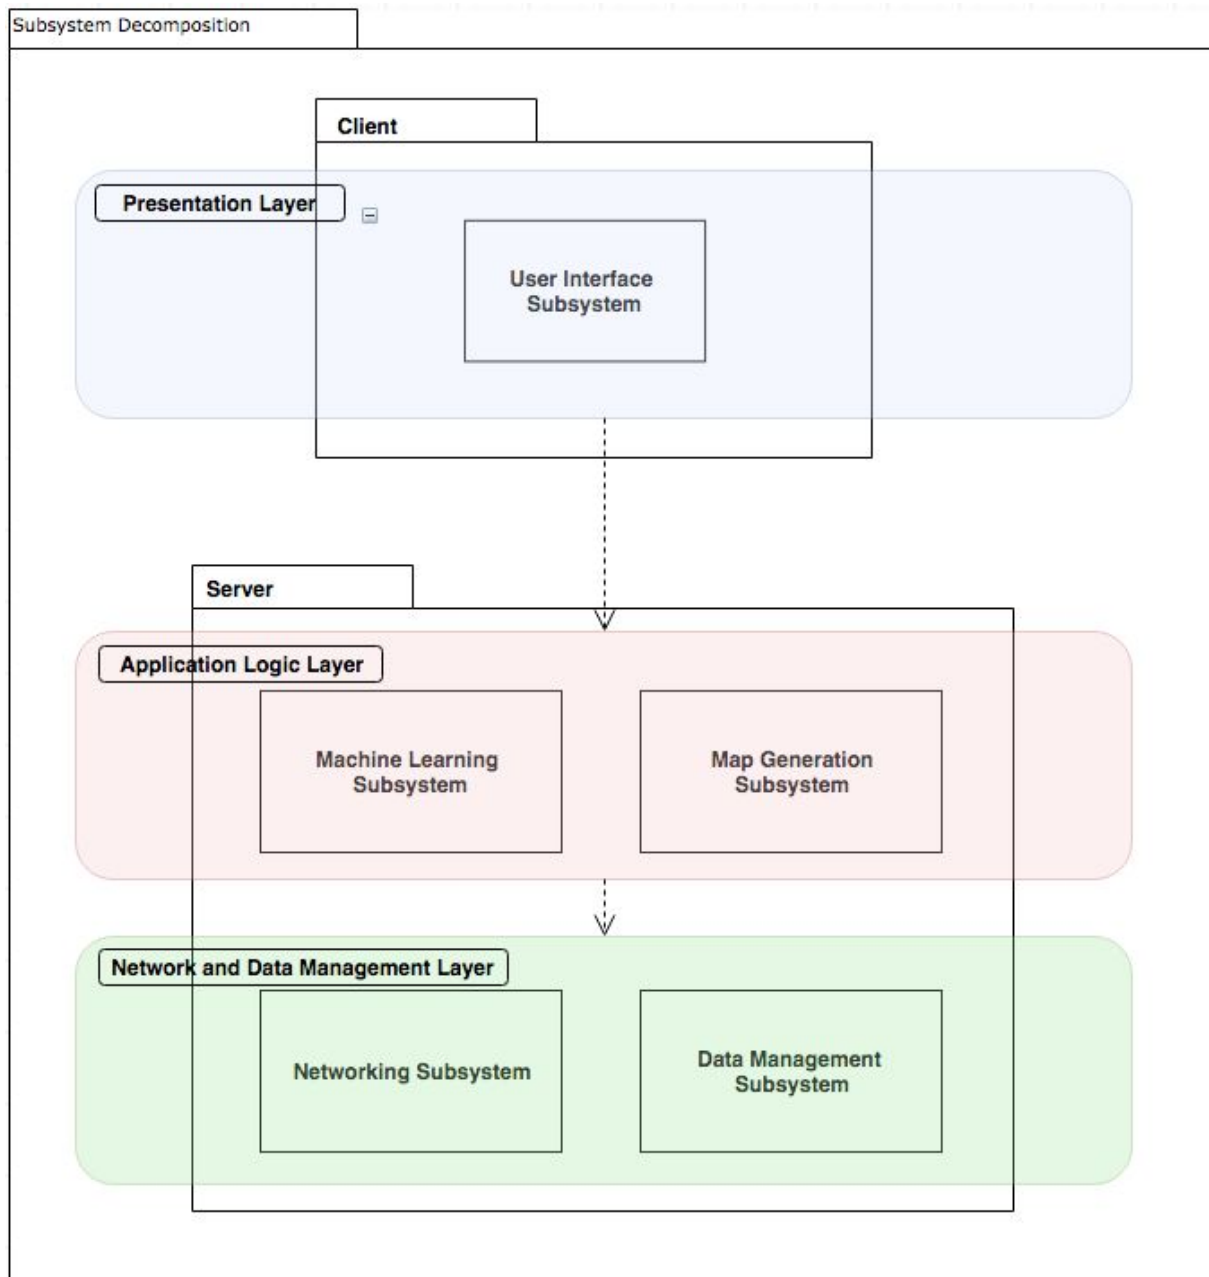 Subsystem Decomposition
Client
Presentation Layer
User Interface
Subsystem
Server
Application Logic Layer
Machine Learning
Subsystem
Map Generation
Subsystem
Network and Data Management Layer
Networking Subsystem
Data Management
Subsystem